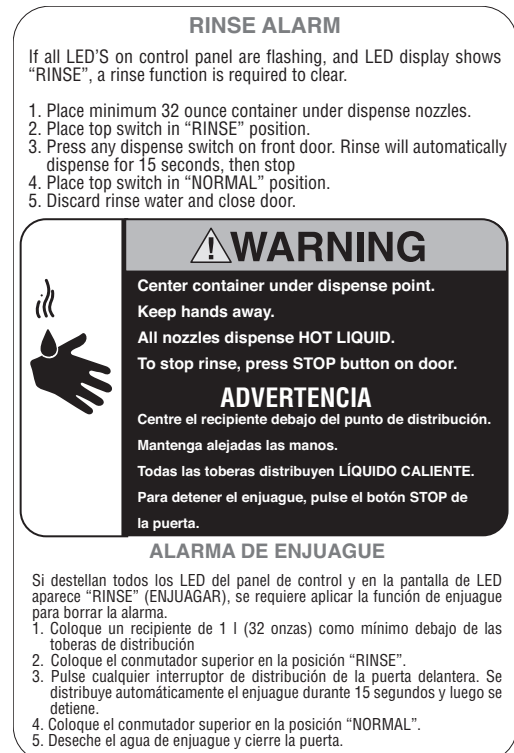 RINSE ALARM
If all LED'S on control panel are flashing, and LED display shows
“RINSE”, a rinse function is required to clear.
1. Place minimum 32 ounce container under dispense nozzles.
2. Place top switch in “RINSE” position.
3. Press any dispense switch on front door. Rinse will automatically
dispense for 15 seconds, then stop
4. Place top switch in “NORMAL” position.
5. Discard rinse water and close door.
WARNING
Center container under dispense point.
Keep hands away.
All nozzles dispense HOT LIQUID.
To stop rinse, press STOP button on door.
ADVERTENCIA
Centre el recipiente debajo del punto de distribución.
Mantenga alejadas las manos.
Todas las toberas distribuyen LÍQUIDO CALIENTE.
Para detener el enjuague, pulse el botón STOP de
la puerta.
ALARMA DE ENJUAGUE
Si destellan todos los LED del panel de control y en la pantalla de LED
aparece “RINSE” (ENJUAGAR), se requiere aplicar la función de enjuague
para borrar la alarma.
1. Coloque un recipiente de 1 l (32 onzas) como mínimo debajo de las
toberas de distribución
2. Coloque el conmutador superior en la posición “RINSE”.
3. Pulse cualquier interruptor de distribución de la puerta delantera. Se
distribuye automáticamente el enjuague durante 15 segundos y luego se
detiene.
4. Coloque el conmutador superior en la posición “NORMAL”.
5. Deseche el agua de enjuague y cierre la puerta.